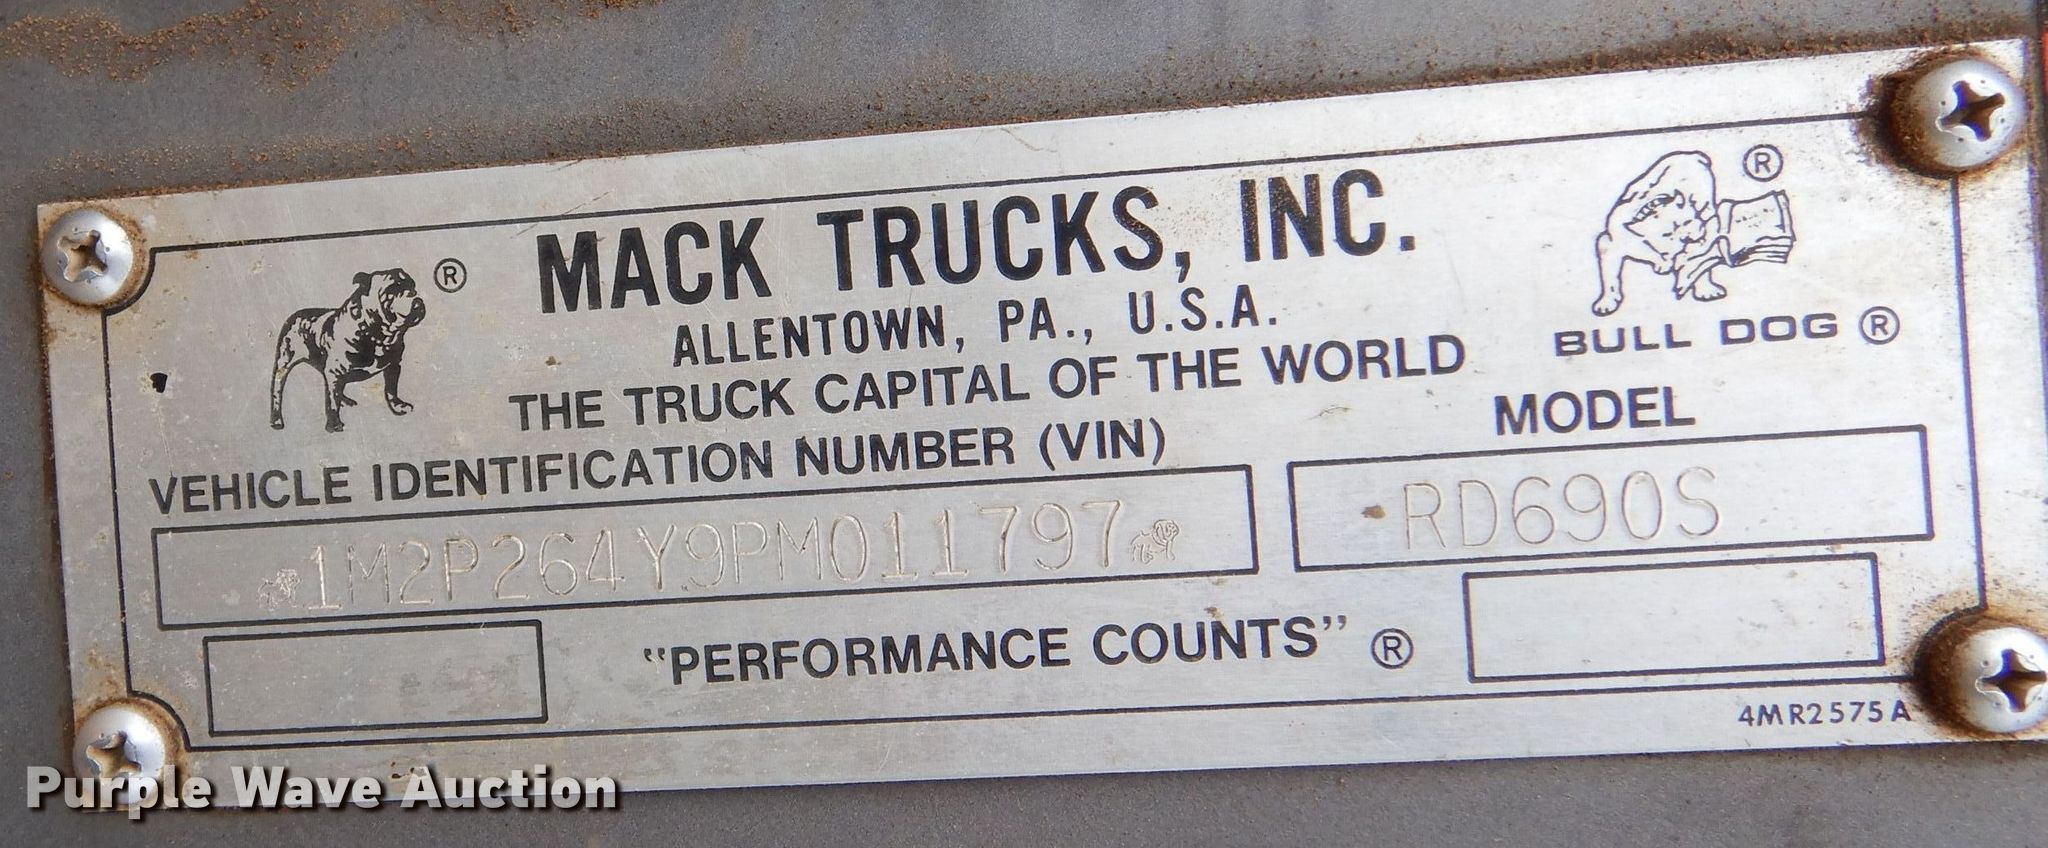 MACK TRUCKS, INC.
ALLENTOWN, PA., U.S.A.
THE TRUCK CAPITAL OF THE WORLD
®
®
BULL DOG ®
VEHICLE IDENTIFICATION NUMBER (VIN)
MODEL
1M2P264Y9PM011797
RD690S
"PERFORMANCE COUNTS" ®
4MR2575A
Purple Wave Auction